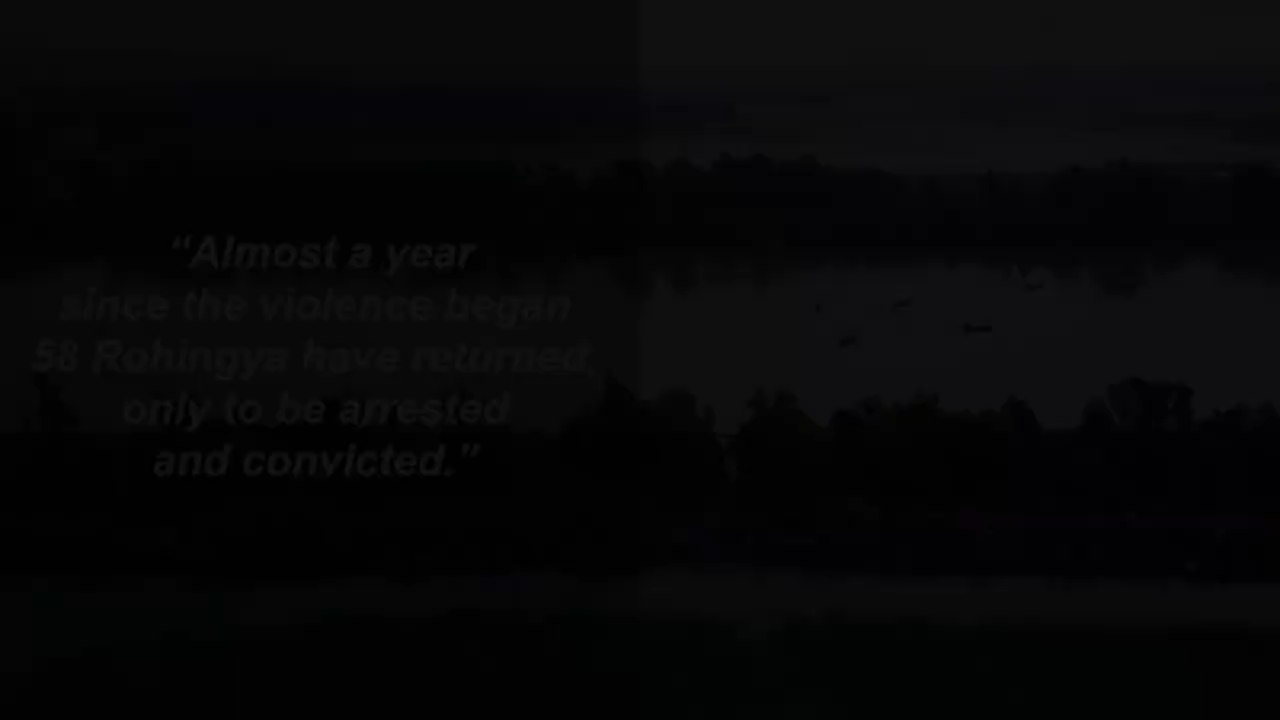 “Almost a year
since the violence began
58 Rohingya have returned,
only to be arrested
and convicted.”